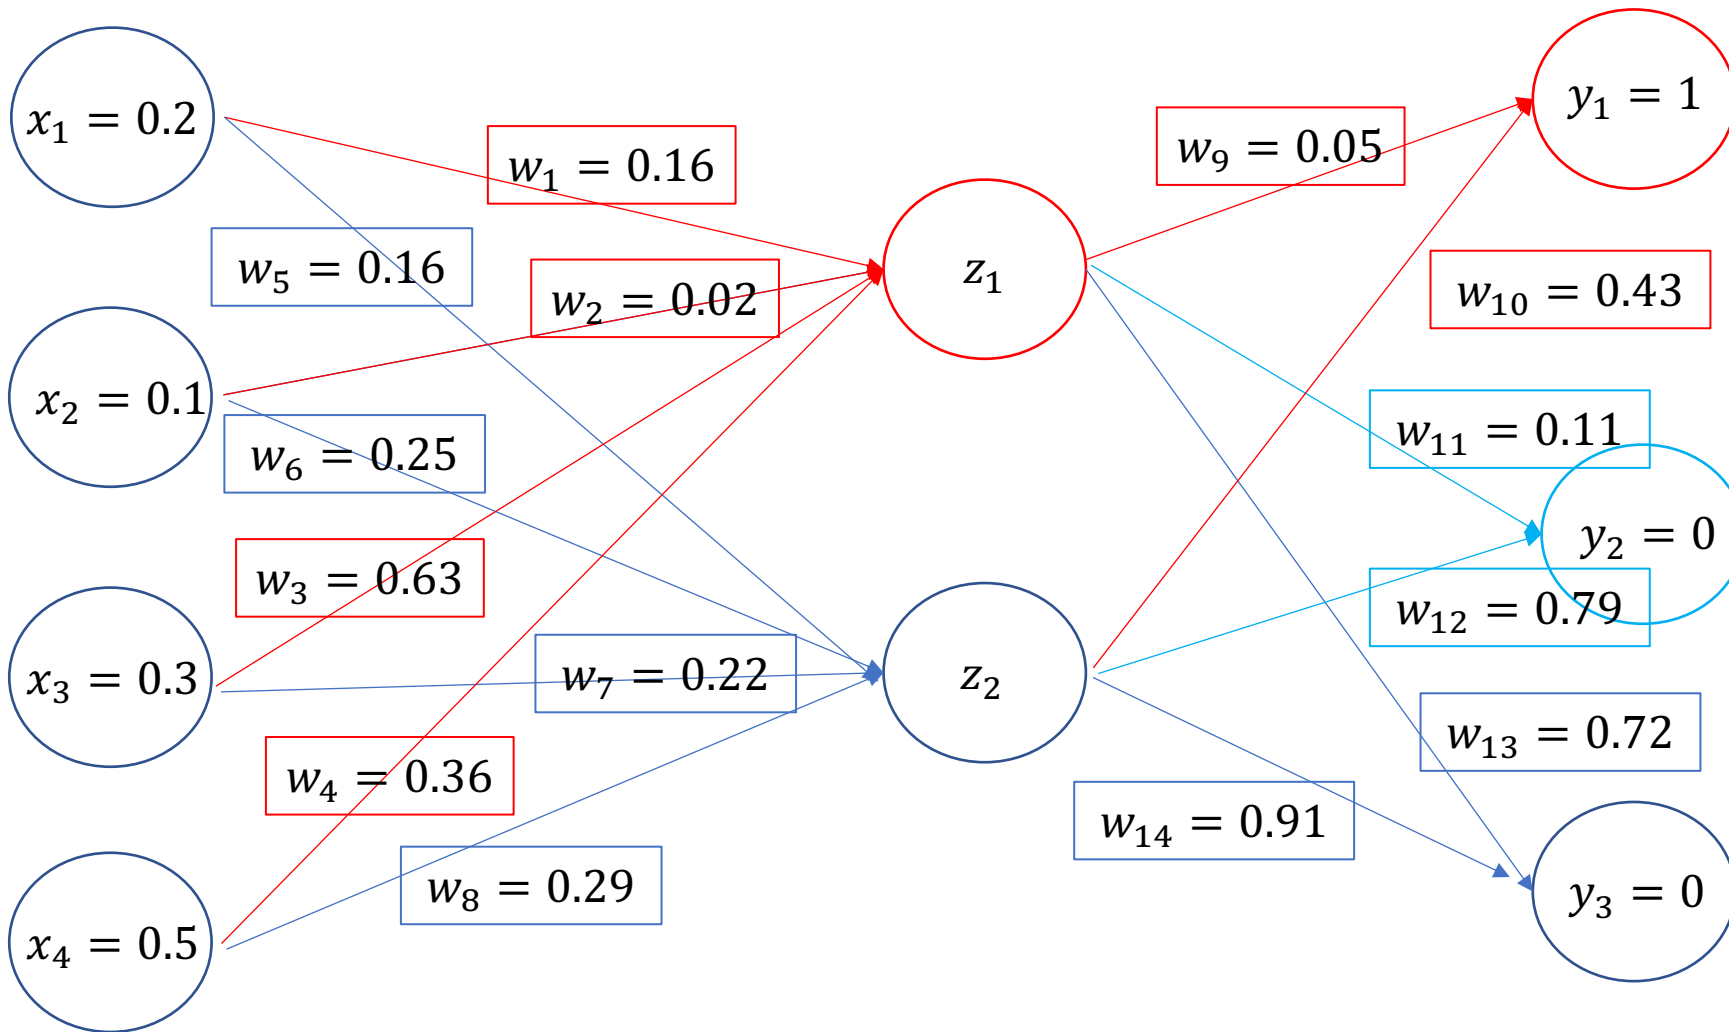 x₁ = 0.2
w₁ = 0.16
w₉ = 0.05
y₁ = 1
w₅ = 0.16
w₂ = 0.02
z₁
w₁₀ = 0.43
x₂ = 0.1
w₆ = 0.25
w₁₁ = 0.11
y₂ = 0
w₃ = 0.63
w₁₂ = 0.79
x₃ = 0.3
w₇ = 0.22
z₂
w₁₃ = 0.72
w₄ = 0.36
w₁₄ = 0.91
w₈ = 0.29
y₃ = 0
x₄ = 0.5